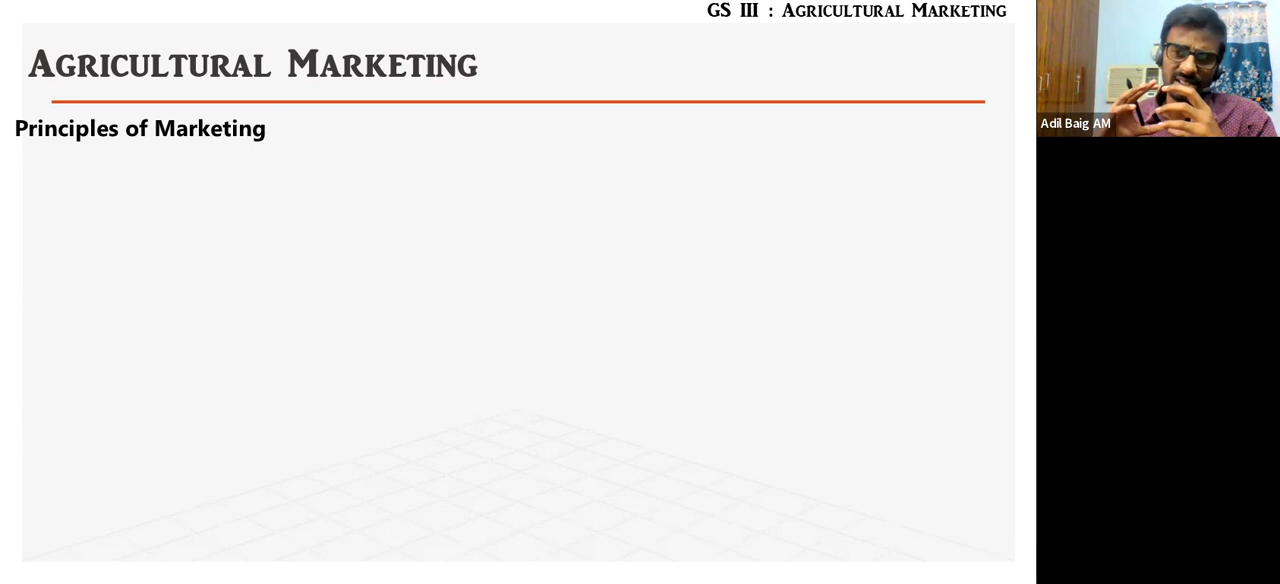 GS III : Agricultural Marketing
Agricultural Marketing
Principles of Marketing
Adil Baig AM